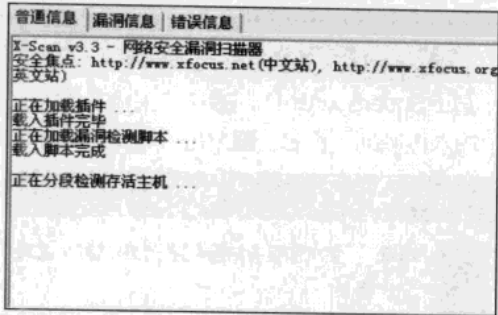 普通信息 漏洞信息 错误信息
X-Scan v3.3 - 网络安全漏洞扫描器
安全焦点: http://www.xfocus.net(中文站), http://www.xfocus.org
英文站)
正在加载插件 ...
载入插件完毕
正在加载漏洞检测脚本 ...
载入脚本完成
正在分段检测存活主机 ...